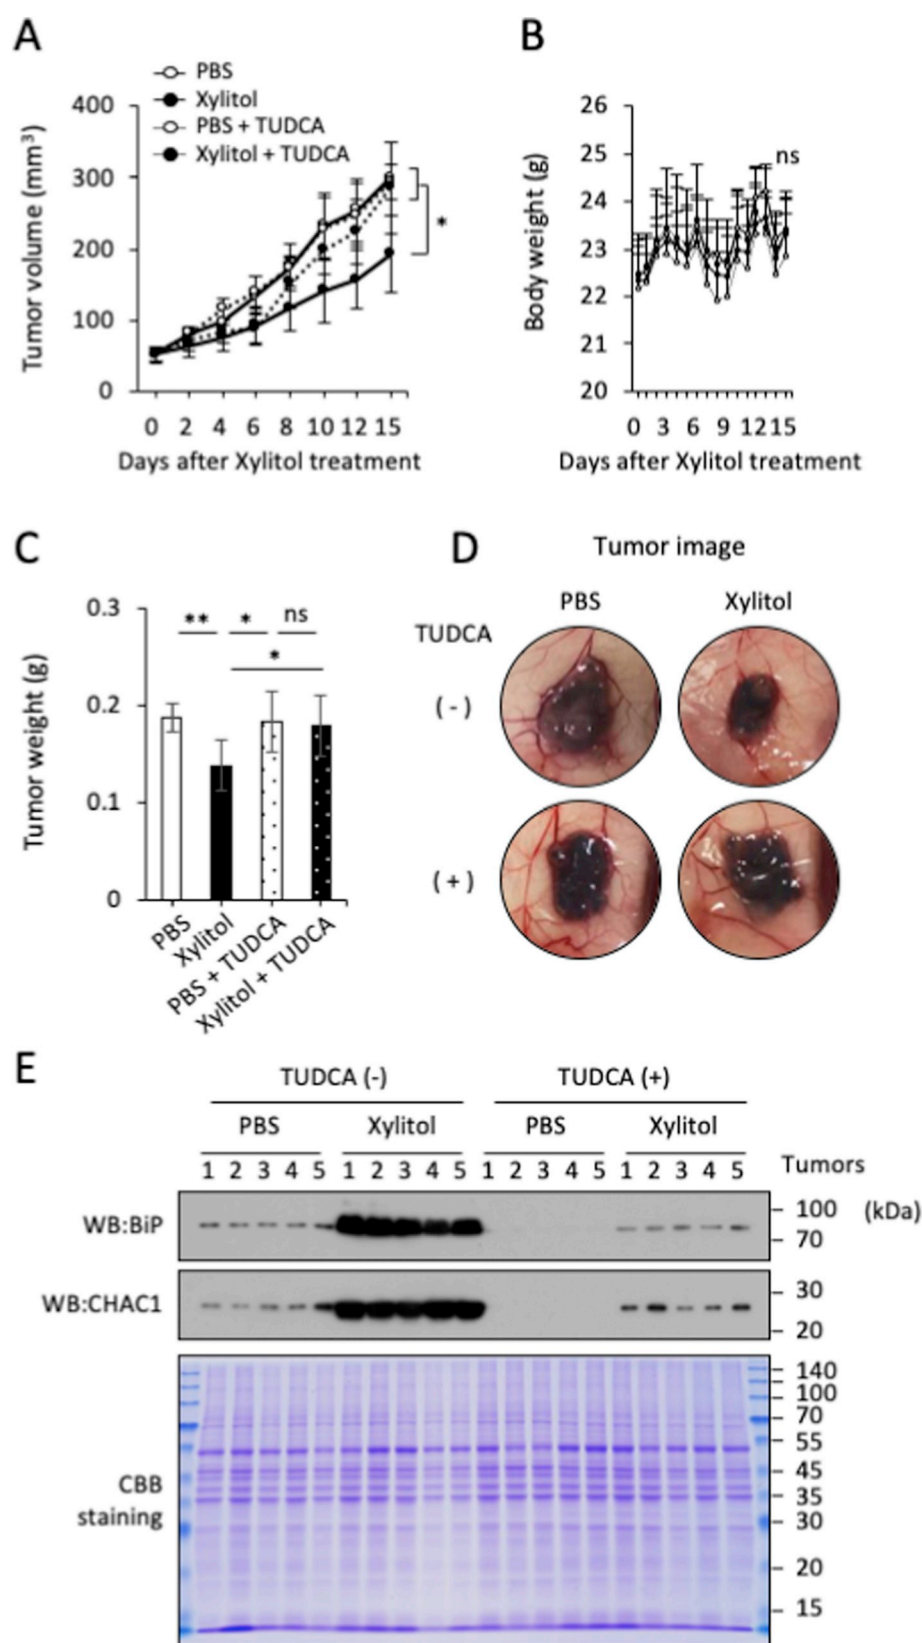 A
PBS
Xylitol
PBS + TUDCA
Xylitol + TUDCA
Tumor volume (mm³)
400
300
200
100
0
*
0 2 4 6 8 10 12 15
Days after Xylitol treatment
B
Body weight (g)
26
25
24
23
22
21
20
ns
0 3 6 9 12 15
Days after Xylitol treatment
C
Tumor weight (g)
0.3
0.2
0.1
0
** * ns
*
PBS
Xylitol
PBS + TUDCA
Xylitol + TUDCA
D
Tumor image
PBS Xylitol
TUDCA
( - )
( + )
E
TUDCA (-) TUDCA (+)
PBS Xylitol PBS Xylitol
1 2 3 4 5 1 2 3 4 5 1 2 3 4 5 1 2 3 4 5 Tumors
WB:BiP
100 (kDa)
70
WB:CHAC1
30
20
CBB
staining
140
100
70
55
45
35
30
20
15